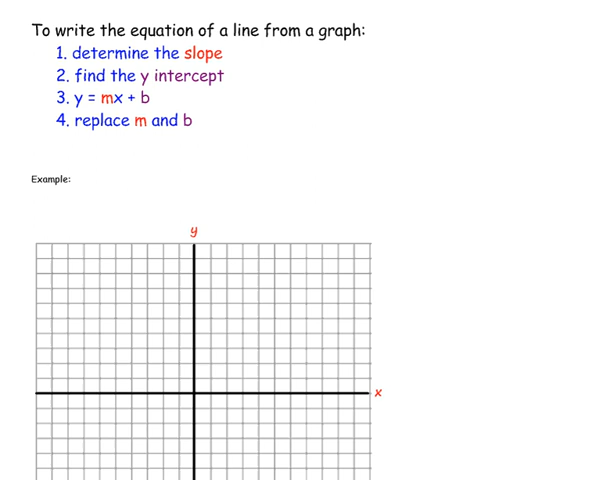 To write the equation of a line from a graph:
1. determine the slope
2. find the y intercept
3. y = mx + b
4. replace m and b
Example:
y
x